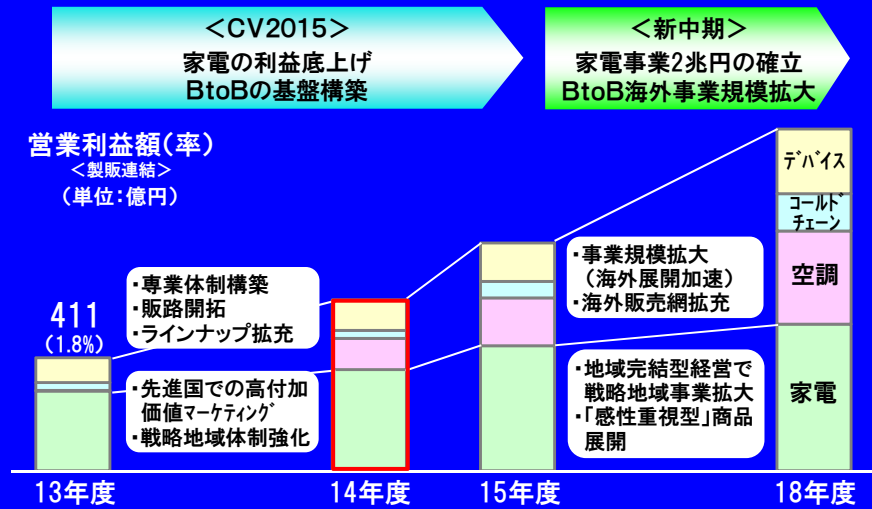 ＜CV2015＞
家電の利益底上げ
BtoBの基盤構築
＜新中期＞
家電事業2兆円の確立
BtoB海外事業規模拡大
営業利益額(率)
＜製販連結＞
(単位:億円)
411
(1.8%)
・専業体制構築
・販路開拓
・ラインナップ拡充
・先進国での高付加
価値ﾏｰｹﾃｨﾝｸﾞ
・戦略地域体制強化
・事業規模拡大
(海外展開加速)
・海外販売網拡充
・地域完結型経営で
戦略地域事業拡大
・「感性重視型」商品
展開
ﾃﾞﾊﾞｲｽ
ｺｰﾙﾄﾞ
ﾁｪｰﾝ
空調
家電
13年度
14年度
15年度
18年度